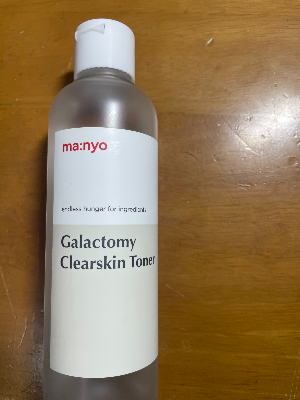 ma:nyo
endless hunger for ingredients
Galactomy
Clearskin Toner